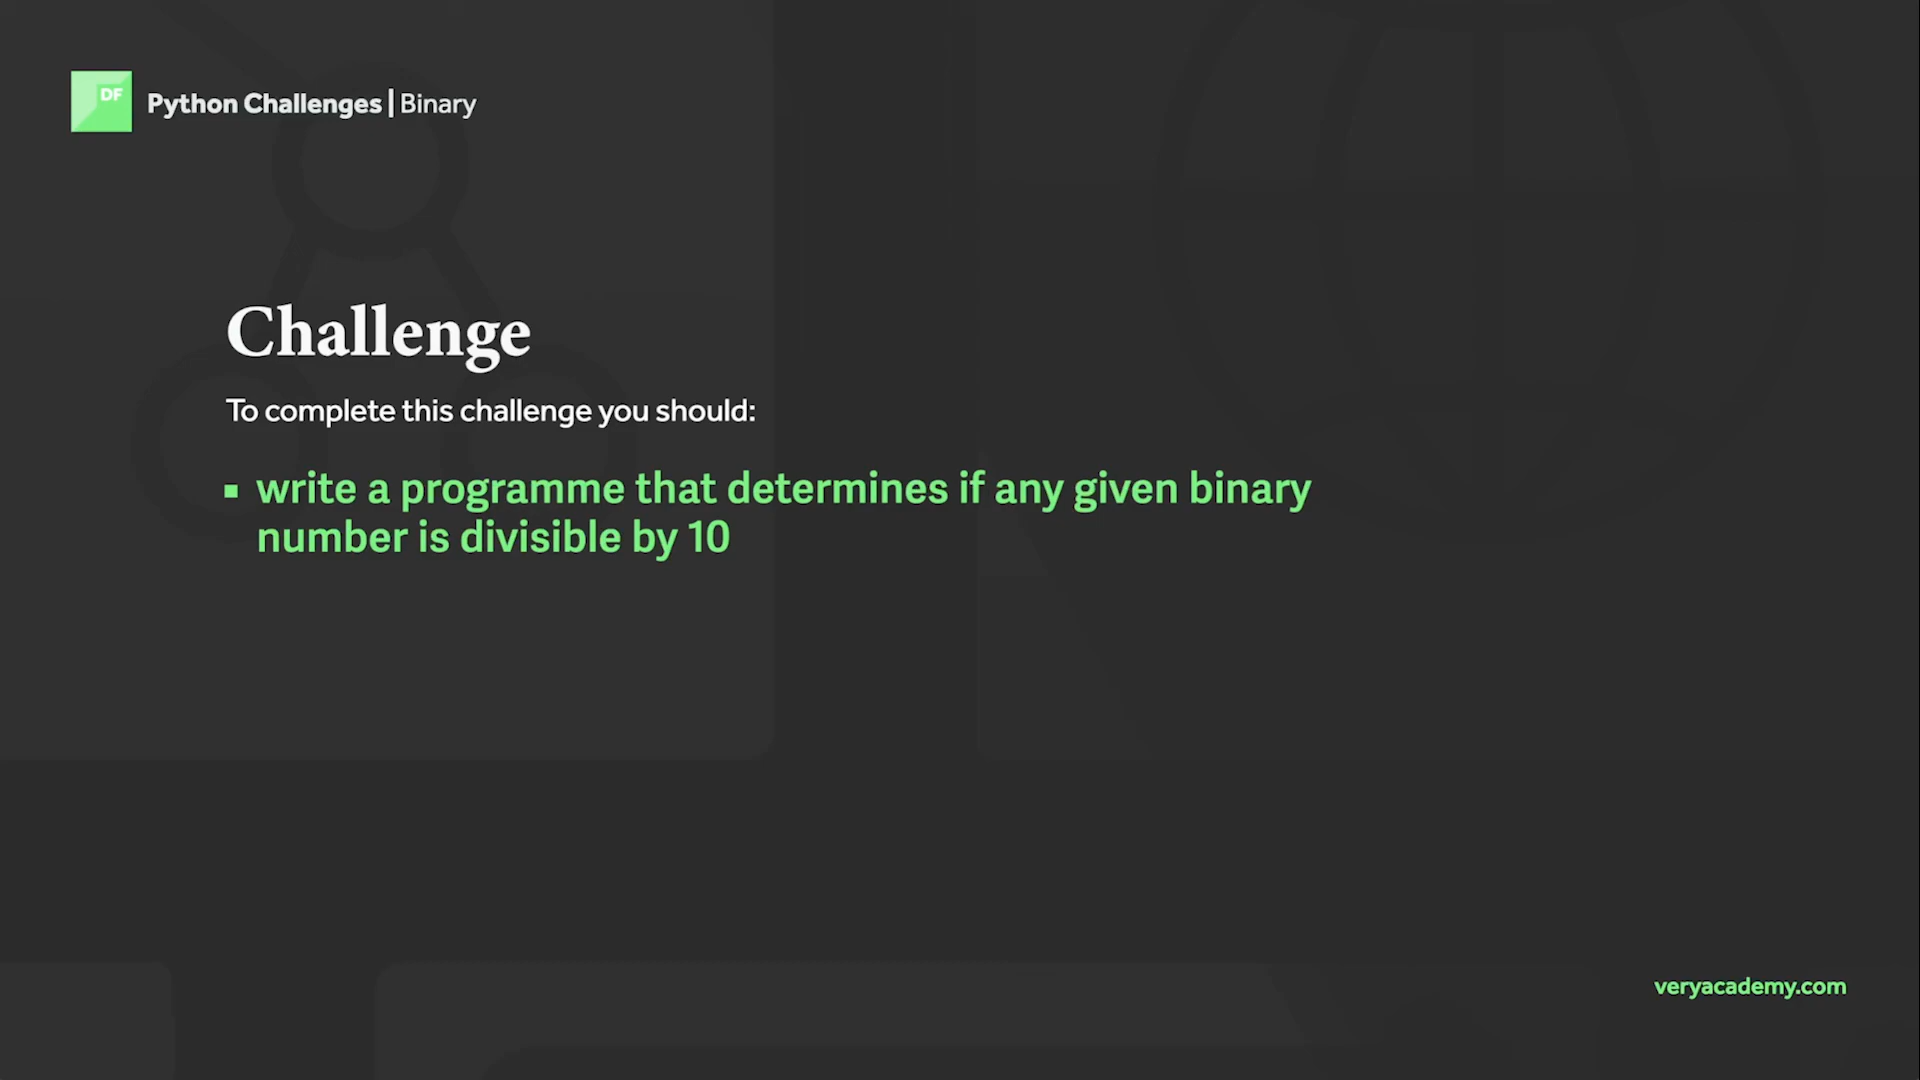 DF
Python Challenges | Binary
Challenge
To complete this challenge you should:
▪ write a programme that determines if any given binary
number is divisible by 10
veryacademy.com